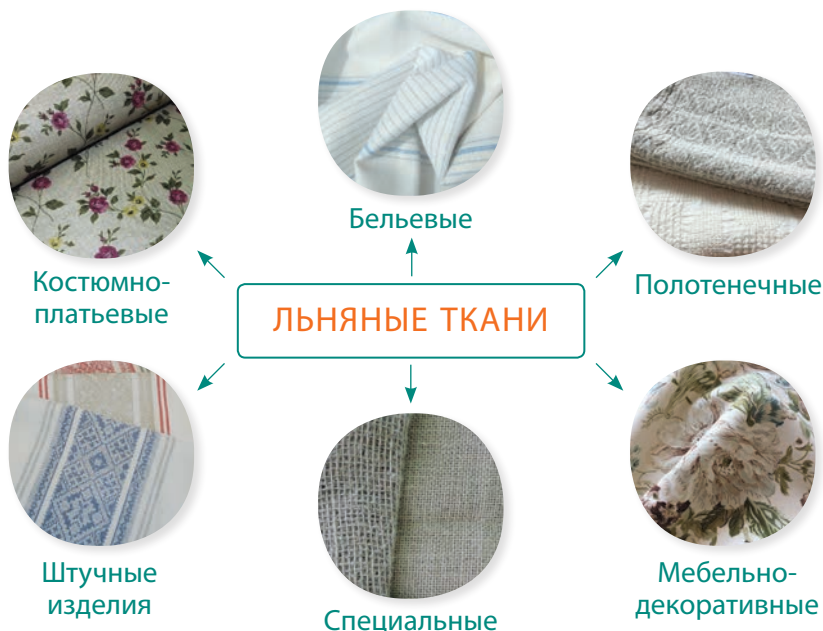 Бельевые
Костюмно-
платьевые
Полотенечные
ЛЬНЯНЫЕ ТКАНИ
Штучные
изделия
Специальные
Мебельно-
декоративные